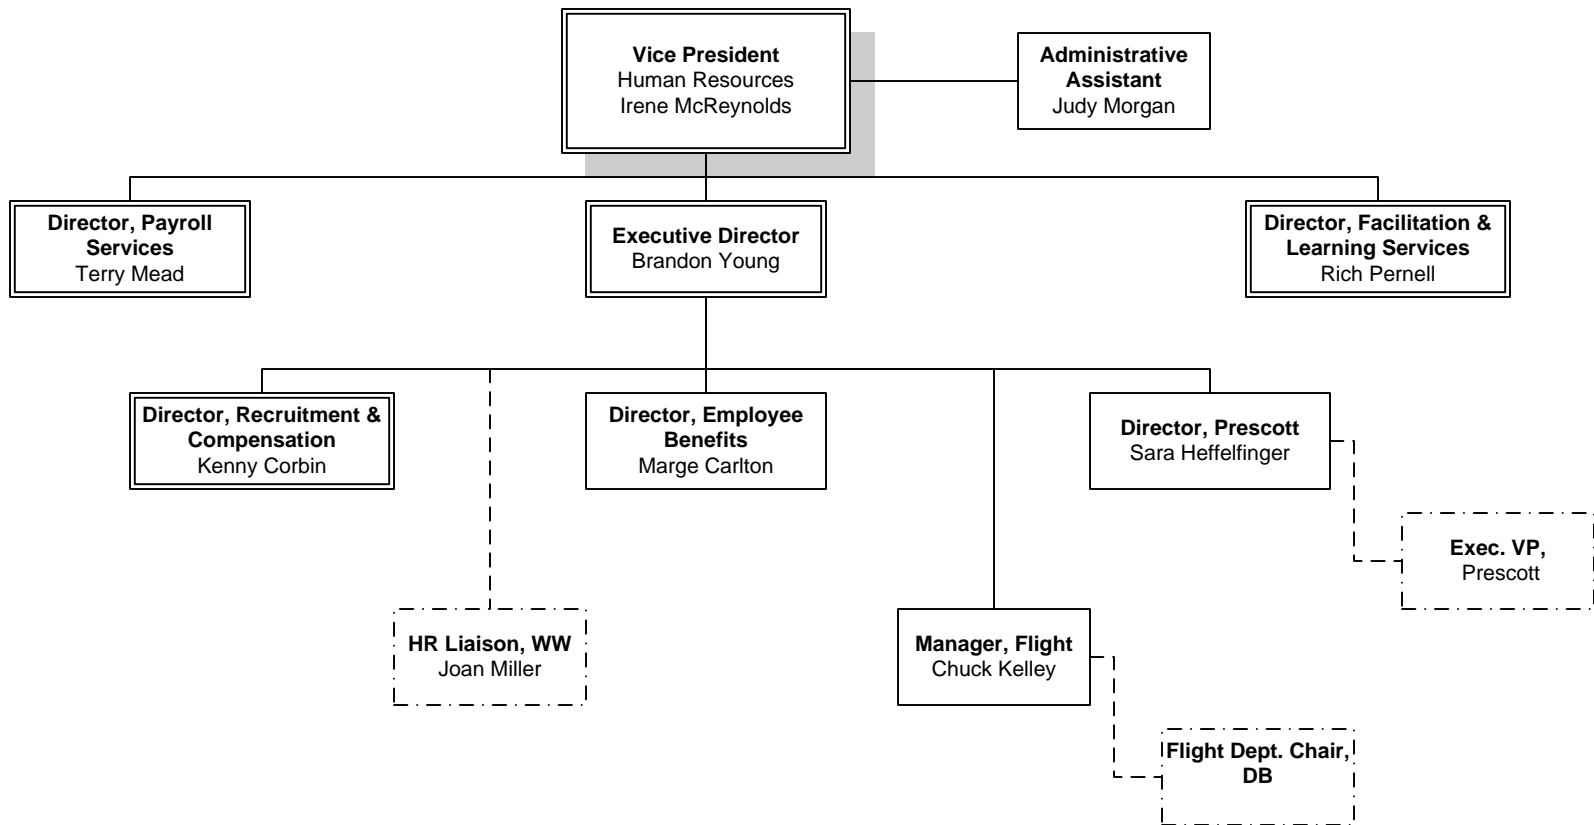 Vice President
Human Resources
Irene McReynolds
Administrative
Assistant
Judy Morgan
Director, Payroll
Services
Terry Mead
Executive Director
Brandon Young
Director, Facilitation &
Learning Services
Rich Pernell
Director, Recruitment &
Compensation
Kenny Corbin
Director, Employee
Benefits
Marge Carlton
Director, Prescott
Sara Heffelfinger
Exec. VP,
Prescott
HR Liaison, WW
Joan Miller
Manager, Flight
Chuck Kelley
Flight Dept. Chair,
DB